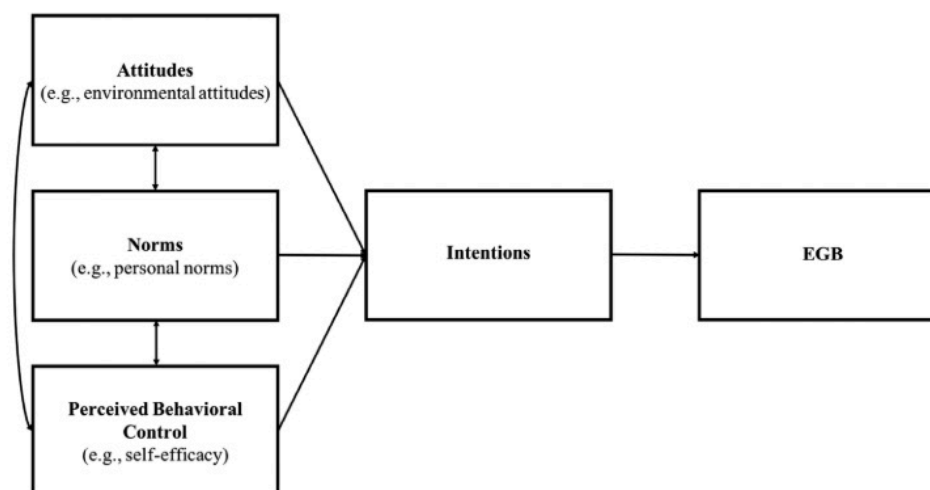 Attitudes
(e.g., environmental attitudes)
Norms
(e.g., personal norms)
Perceived Behavioral
Control
(e.g., self-efficacy)
Intentions
EGB